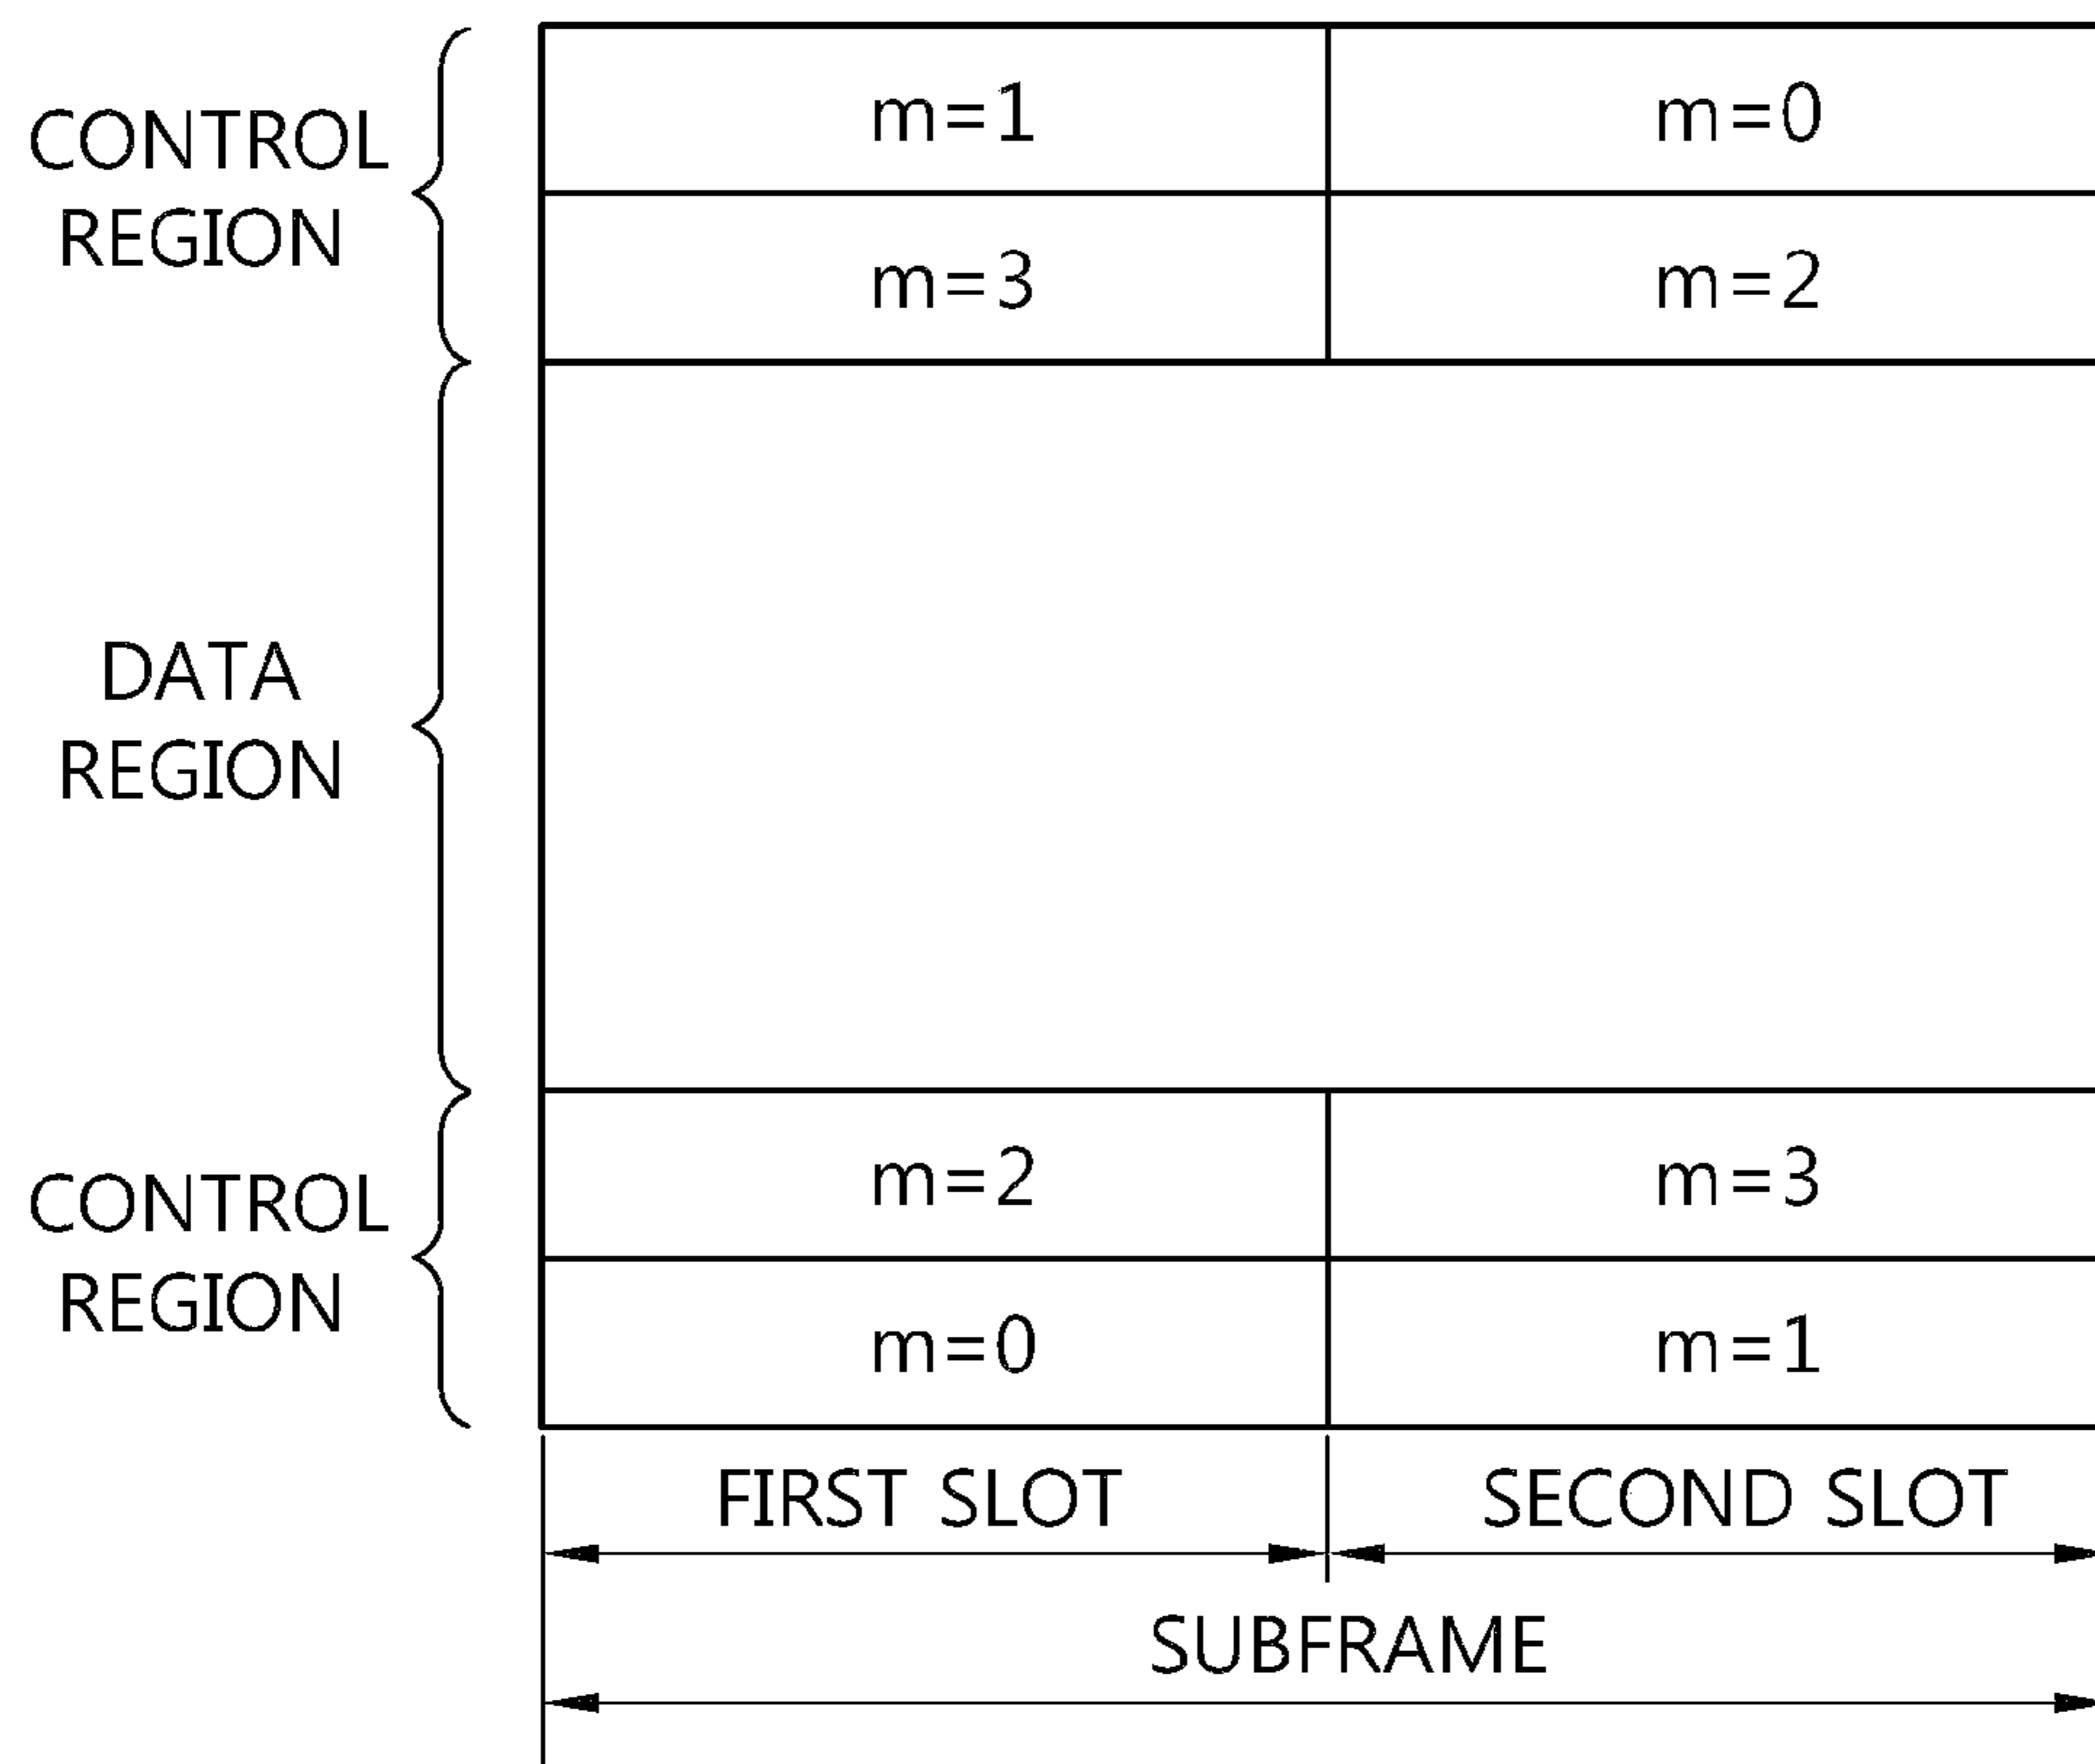 CONTROL
REGION
m=1
m=0
m=3
m=2
DATA
REGION
CONTROL
REGION
m=2
m=3
m=0
m=1
FIRST SLOT
SECOND SLOT
SUBFRAME